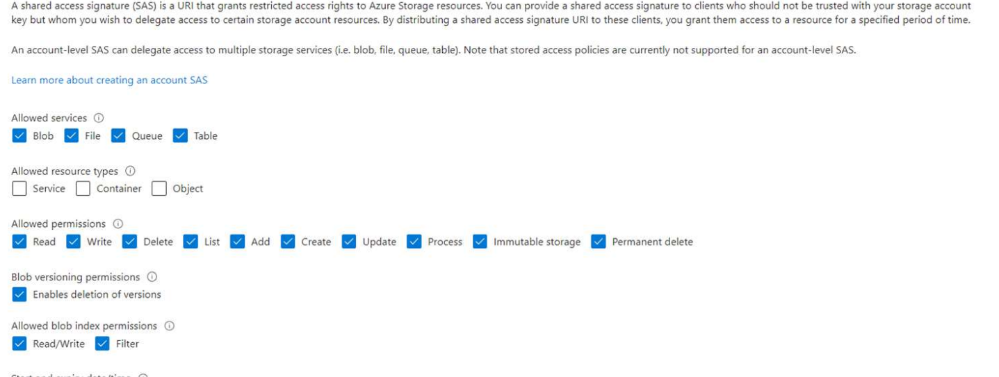 A shared access signature (SAS) is a URI that grants restricted access rights to Azure Storage resources. You can provide a shared access signature to clients who should not be trusted with your storage account
key but whom you wish to delegate access to certain storage account resources. By distributing a shared access signature URI to these clients, you grant them access to a resource for a specified period of time.
An account-level SAS can delegate access to multiple storage services (i.e. blob, file, queue, table). Note that stored access policies are currently not supported for an account-level SAS.
Learn more about creating an account SAS
Allowed services
Blob File Queue Table
Allowed resource types
Service Container Object
Allowed permissions
Read Write Delete List Add Create Update Process Immutable storage Permanent delete
Blob versioning permissions
Enables deletion of versions
Allowed blob index permissions
Read/Write Filter
Start and expiry date/time